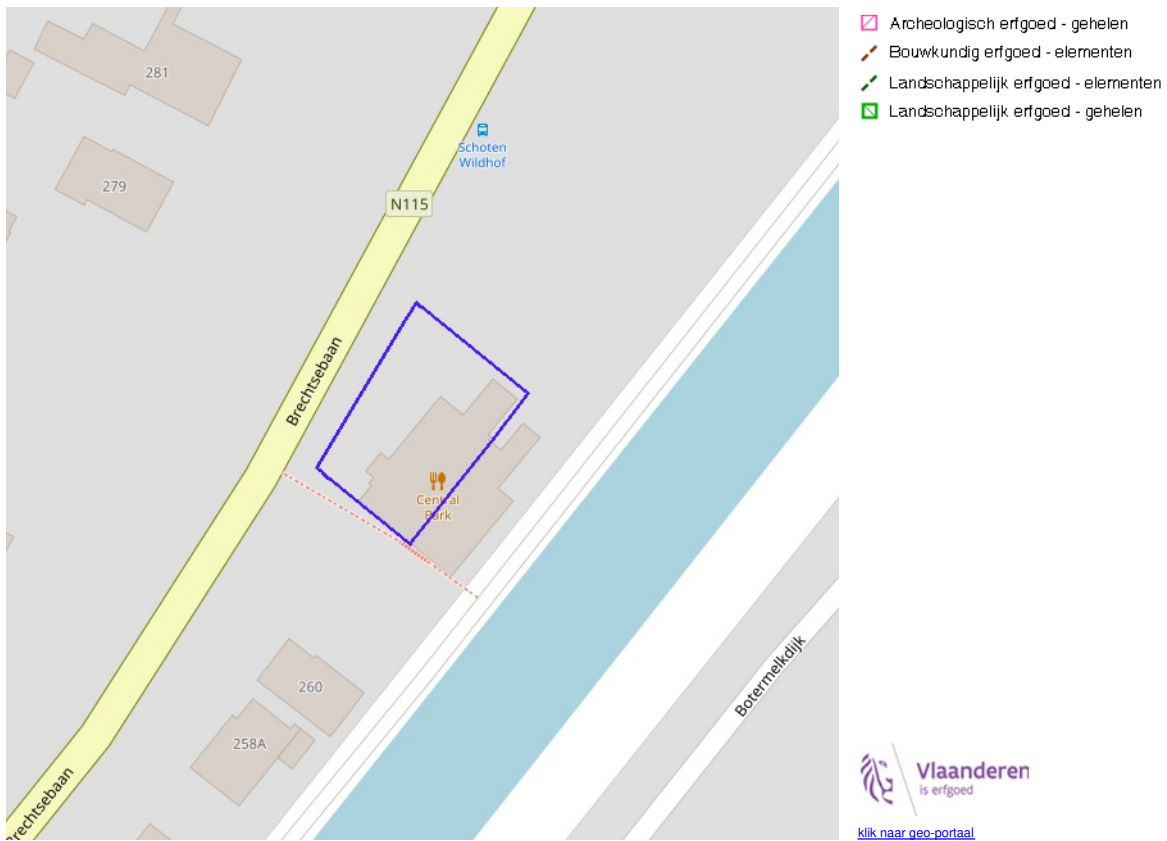 281
279
Schoten
Wildhof
N115
Brechtsebaan
Central
Park
260
258A
Brechtsebaan
Botermelkdijk
Archeologisch erfgoed - gehelen
Bouwkundig erfgoed - elementen
Landschappelijk erfgoed - elementen
Landschappelijk erfgoed - gehelen
Vlaanderen
is erfgoed
klik naar geo-portaal